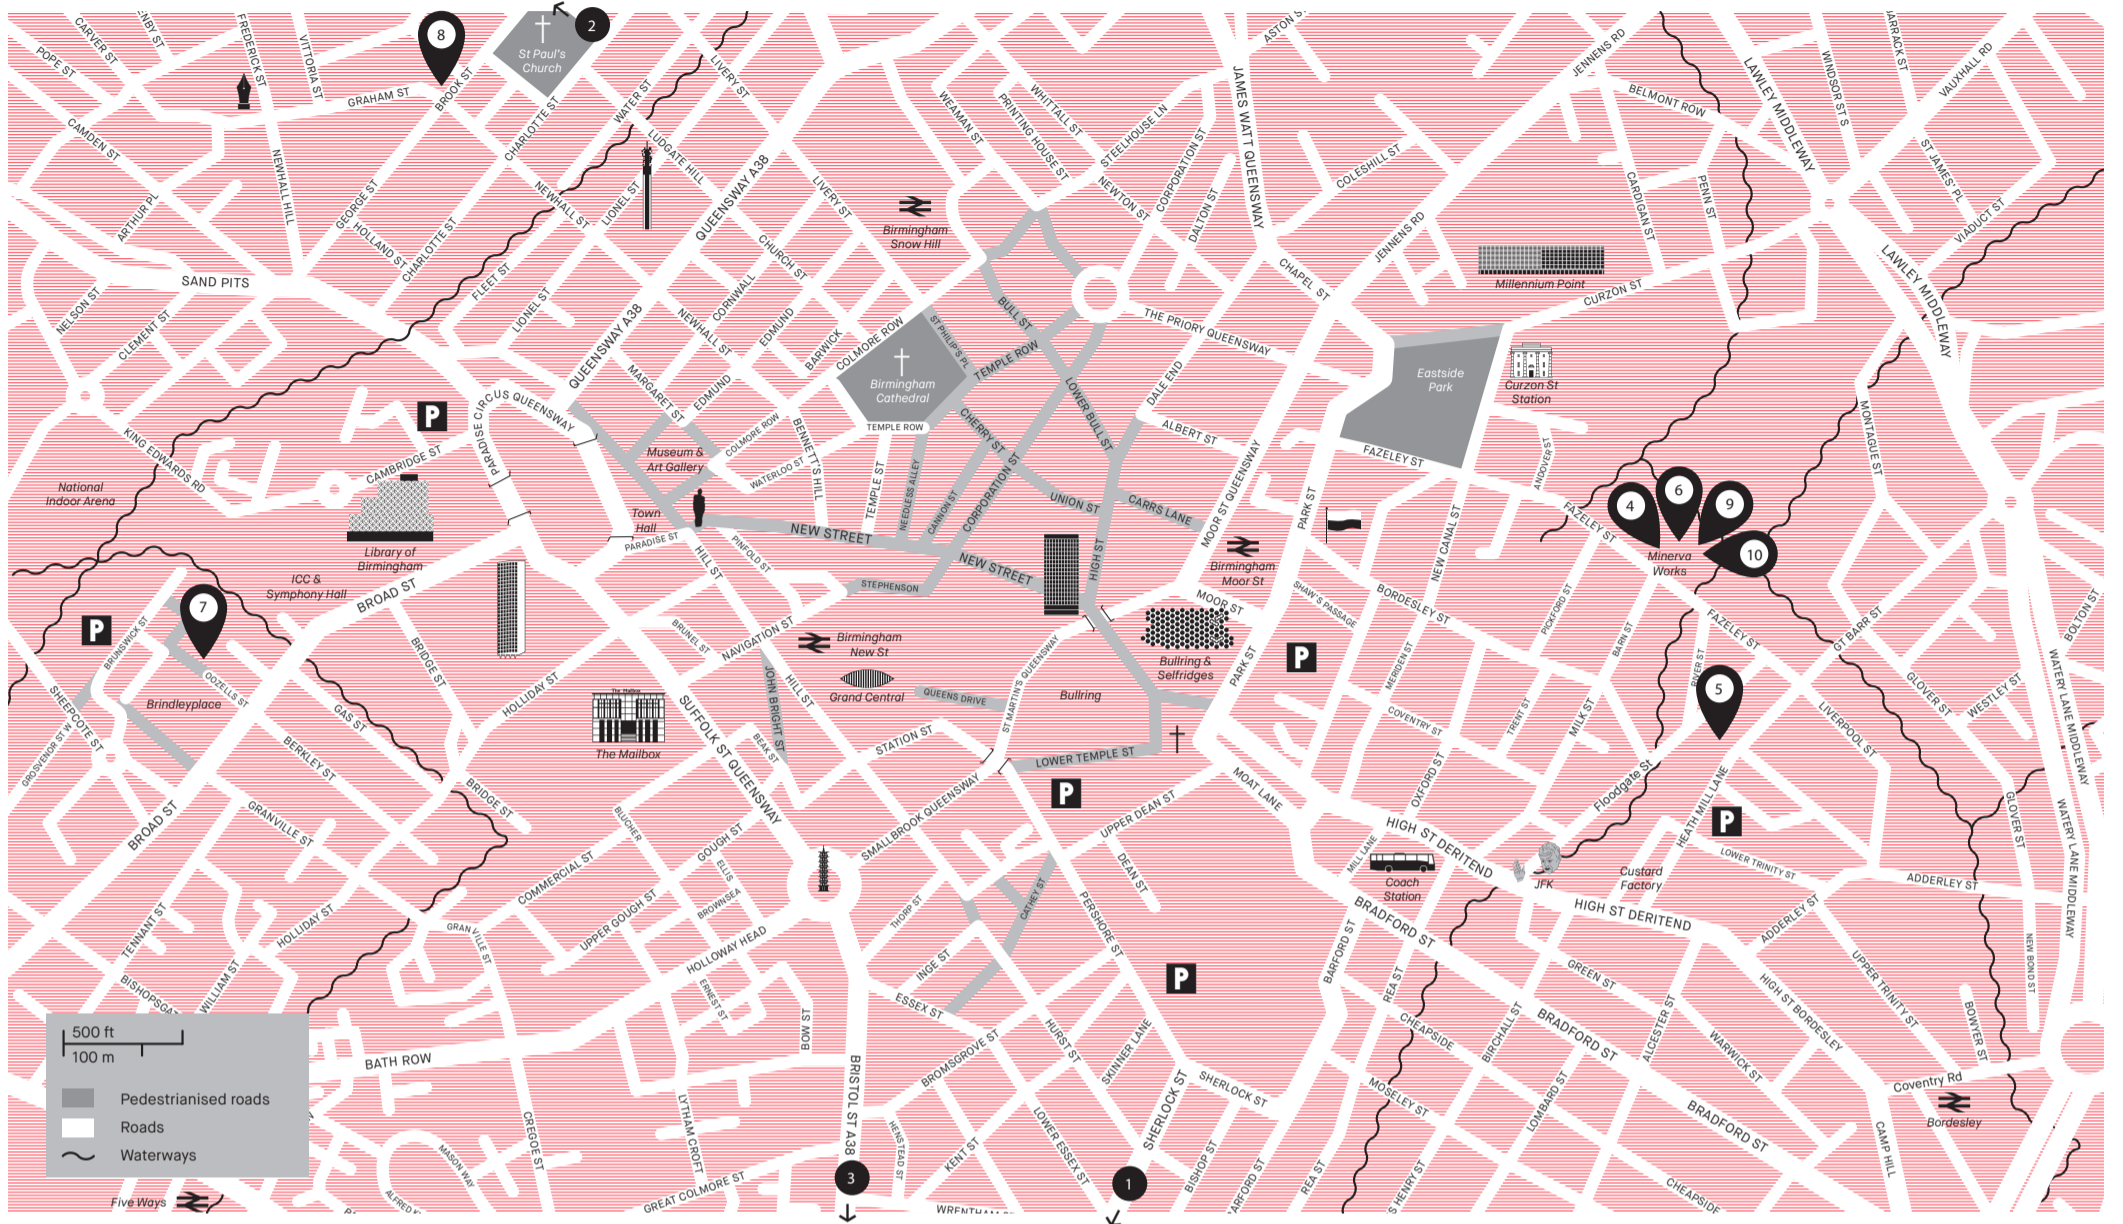 CARVER ST
POPE ST
FREDERICK ST
VITTORIA ST
8
2
St Paul's
Church
GRAHAM ST
BROOK ST
CAMDEN ST
NEWHALL HILL
CHARLOTTE ST
WATER ST
LIVERY ST
LUDGATE HILL
QUEENSWAY A38
ARTHUR PL
GEORGE ST
HOLLAND ST
CHARLOTTE ST
NEWHALL ST
LIONEL ST
LIVERY ST
WEAMAN ST
PRINTING HOUSE ST
WHITTALL ST
STEELHOUSE LN
NEWTON ST
CORPORATION ST
DALTON ST
JAMES WATT QUEENSWAY
COLESHILL ST
JENNENS RD
JENNENS RD
BELMONT ROW
LAWLEY MIDDLEWAY
WINDSOR ST S
VAUXHALL RD
ST JAMES' PL
CARDIGAN ST
PENN ST
VIADUCT ST
LAWLEY MIDDLEWAY
Birmingham
Snow Hill
SAND PITS
NELSON ST
CLEMENT ST
FLEET ST
LIONEL ST
QUEENSWAY A38
CHURCH ST
CORNWALL
NEWHALL ST
EDMUND
BARWICK
COLMORE ROW
ST PHILIP'S PL
BULL ST
TEMPLE ROW
THE PRIORY QUEENSWAY
CHAPEL ST
Millennium Point
CURZON ST
Eastside
Park
Curzon St
Station
Birmingham
Cathedral
MARGARET ST
EDMUND
COLMORE ROW
TEMPLE ROW
PARADISE CIRCUS QUEENSWAY
P
KING EDWARDS RD
CAMBRIDGE ST
National
Indoor Arena
Library of
Birmingham
Museum &
Art Gallery
WATERLOO ST
BENNETT'S HILL
TEMPLE ST
NEEDLESS ALLEY
CANNON ST
CHERRY ST
CORPORATION ST
LOWER BULL ST
DALE END
ALBERT ST
UNION ST
CARRS LANE
MOOR ST QUEENSWAY
PARK ST
FAZELEY ST
ANDOVER ST
NEW CANAL ST
FAZELEY ST
MONTAGUE ST
4
6
9
10
Minerva
Works
Town
Hall
PARADISE ST
NEW STREET
PINFOLD ST
HILL ST
STEPHENSON
NEW STREET
HIGH ST
Birmingham
Moor St
MOOR ST
SHAW'S PASSAGE
BORDESLEY ST
PICKFORD ST
BARN ST
FAZELEY ST
GT BARR ST
BOLTON ST
ICC &
Symphony Hall
BROAD ST
P
7
BRUNSWICK ST
OOZELLS ST
Brindleyplace
SHEEPCOTE ST
GROSVENOR ST W
BRIDGE ST
GAS ST
BERKLEY ST
HOLLIDAY ST
The Mailbox
The Mailbox
BRUNEL ST
NAVIGATION ST
Birmingham
New St
Grand Central
QUEENS DRIVE
ST MARTIN'S QUEENSWAY
Bullring
Bullring &
Selfridges
PARK ST
P
MERIDEN ST
COVENTRY ST
OXFORD ST
TRENT ST
MILK ST
RIVER ST
5
LIVERPOOL ST
GLOVER ST
WESTLEY ST
WATERY LANE MIDDLEWAY
JOHN BRIGHT ST
HILL ST
SUFFOLK ST QUEENSWAY
BEAK ST
STATION ST
LOWER TEMPLE ST
P
MOAT LANE
Floodgate St
HEATH MILL LANE
P
GLOVER ST
WATERY LANE MIDDLEWAY
BROAD ST
GRANVILLE ST
BRIDGE ST
BLUCHER
GOUGH ST
SMALLBROOK QUEENSWAY
UPPER DEAN ST
DEAN ST
HIGH ST DERITEND
MILL LANE
Coach
Station
JFK
Custard
Factory
LOWER TRINITY ST
ADDERLEY ST
COMMERCIAL ST
ELLIS
BROWNSEA
UPPER GOUGH ST
HOLLOWAY HEAD
THORP ST
CATHEY ST
PERSHORE ST
BRADFORD ST
HIGH ST DERITEND
ADDERLEY ST
TENNANT ST
HOLLIDAY ST
GRANVILLE ST
WILLIAM ST
ERNEST ST
INGE ST
ESSEX ST
P
BARFORD ST
REA ST
GREEN ST
HIGH ST BORDESLEY
UPPER TRINITY ST
NEW BOND ST
500 ft
100 m
Pedestrianised roads
Roads
Waterways
BATH ROW
BOW ST
BRISTOL ST A38
BROMSGROVE ST
HURST ST
SKINNER LANE
SHERLOCK ST
SHERLOCK ST
CHEAPSIDE
BIRCHALL ST
BRADFORD ST
ALCESTER ST
WARWICK ST
BOWYER ST
Coventry Rd
Bordesley
MOSELEY ST
LOMBARD ST
BRADFORD ST
CAMP HILL
CREGOE ST
LYTHAM CROFT
HENSTEAD ST
KENT ST
LOWER ESSEX ST
BISHOP ST
REA ST
CHEAPSIDE
MASON WAY
GREAT COLMORE ST
Five Ways
3
1